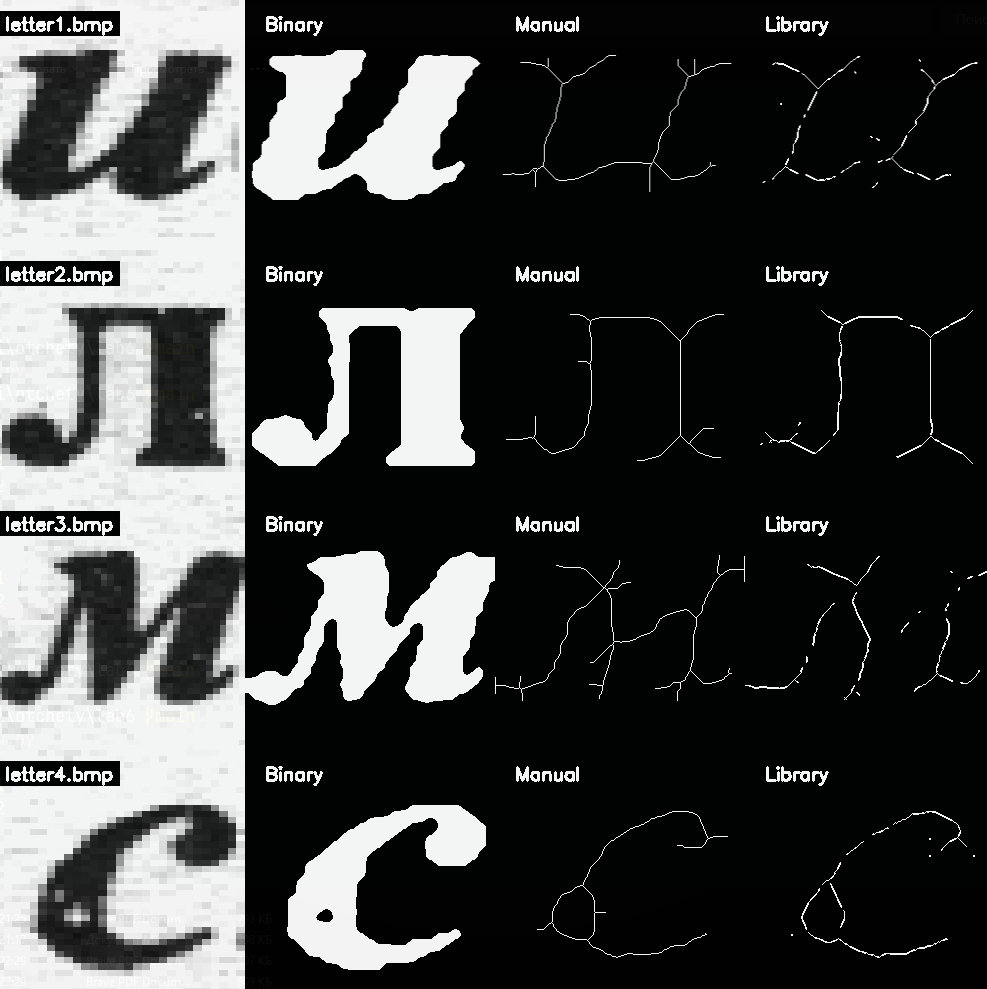 letter1.bmp Binary Manual Library
и
letter2.bmp Binary Manual Library
л
letter3.bmp Binary Manual Library
м
letter4.bmp Binary Manual Library
с